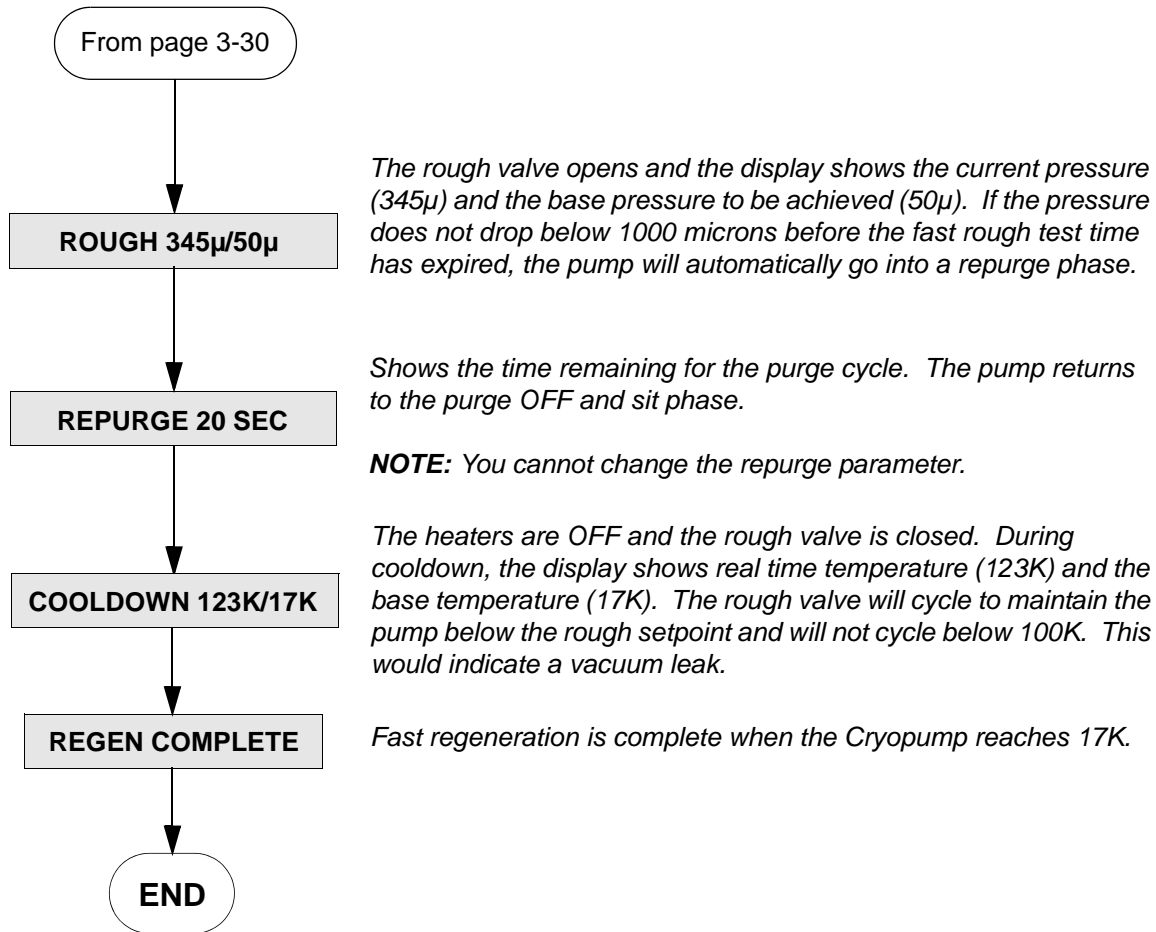 From page 3-30
The rough valve opens and the display shows the current pressure
(345µ) and the base pressure to be achieved (50µ). If the pressure
does not drop below 1000 microns before the fast rough test time
has expired, the pump will automatically go into a repurge phase.
ROUGH 345µ/50µ
Shows the time remaining for the purge cycle. The pump returns
to the purge OFF and sit phase.
REPURGE 20 SEC
NOTE: You cannot change the repurge parameter.
The heaters are OFF and the rough valve is closed. During
cooldown, the display shows real time temperature (123K) and the
base temperature (17K). The rough valve will cycle to maintain the
pump below the rough setpoint and will not cycle below 100K. This
would indicate a vacuum leak.
COOLDOWN 123K/17K
REGEN COMPLETE
Fast regeneration is complete when the Cryopump reaches 17K.
END